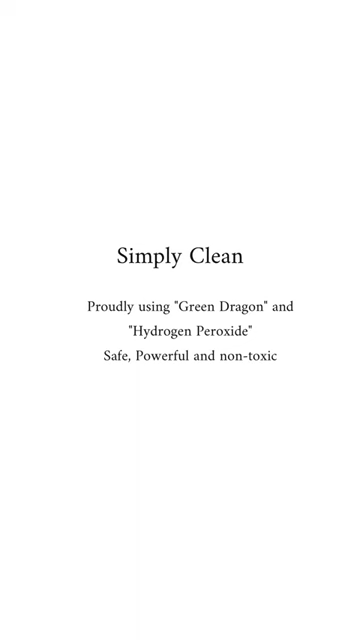 Simply Clean
Proudly using "Green Dragon" and
"Hydrogen Peroxide"
Safe, Powerful and non-toxic